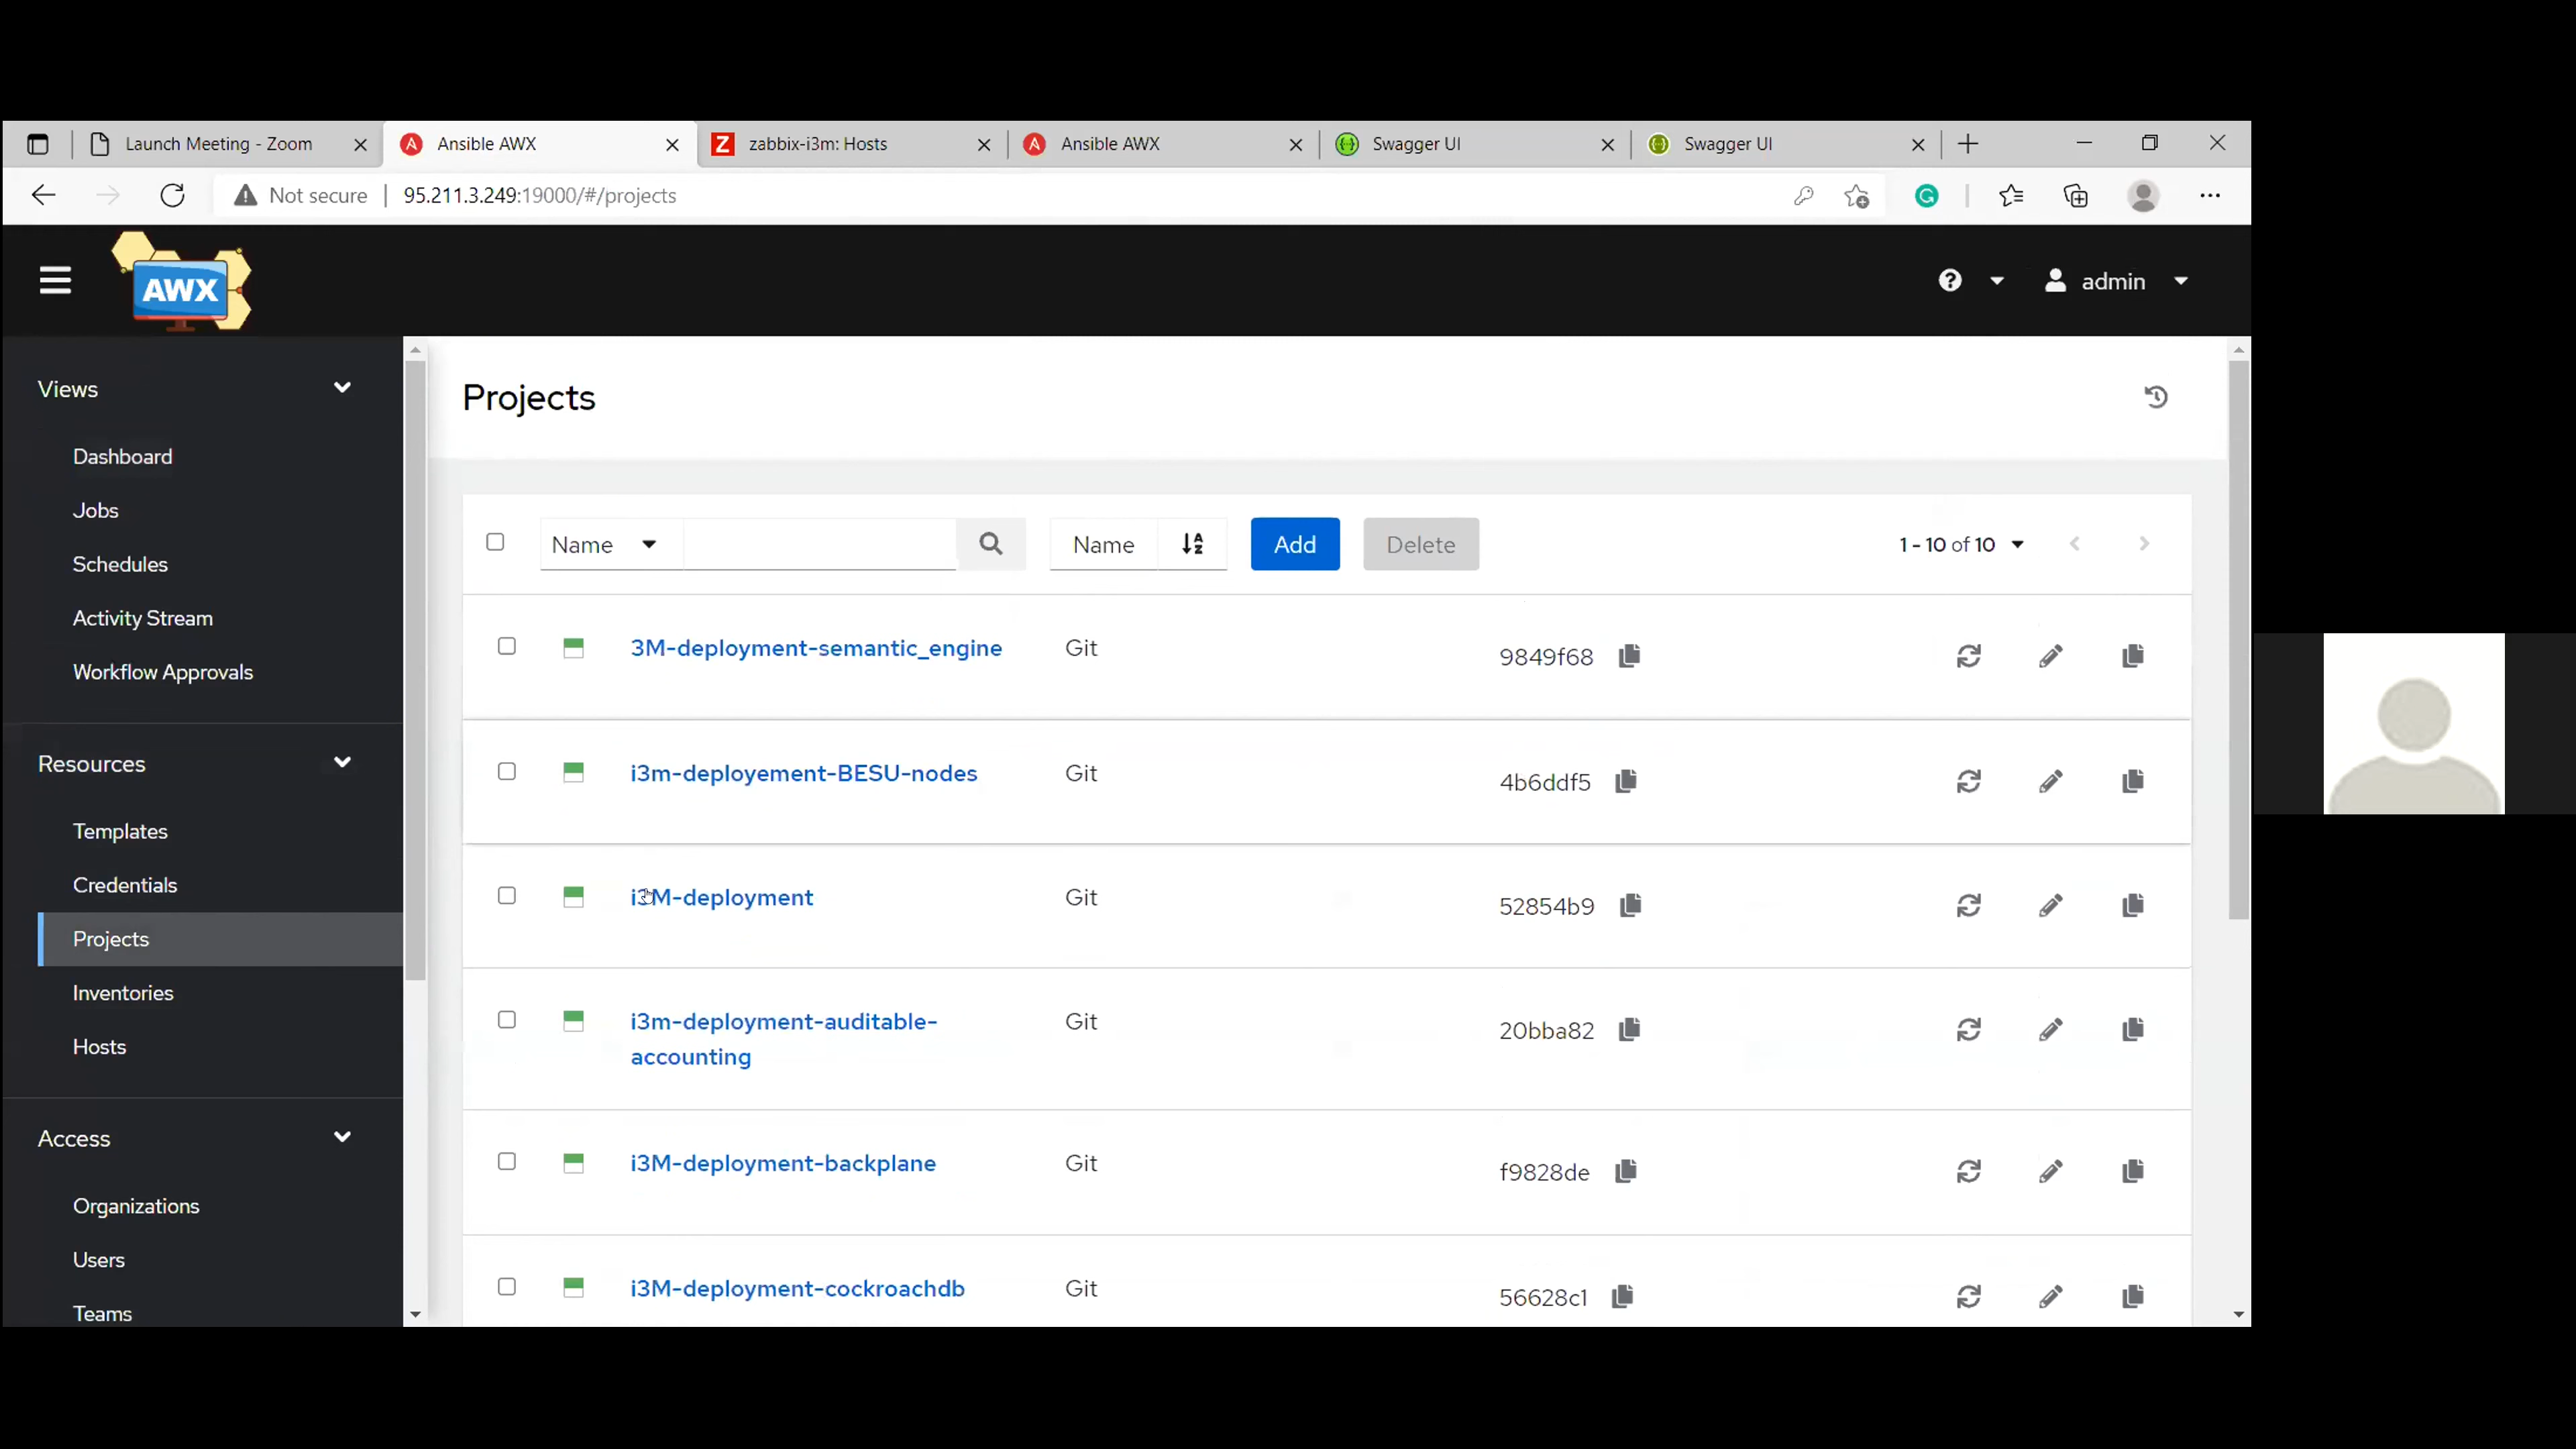 Launch Meeting - Zoom
Ansible AWX
zabbix-i3m: Hosts
Ansible AWX
Swagger UI
Swagger UI
Not secure
95.211.3.249:19000/#/projects
AWX
admin
Views
Dashboard
Jobs
Schedules
Activity Stream
Workflow Approvals
Resources
Templates
Credentials
Projects
Inventories
Hosts
Access
Organizations
Users
Teams
Projects
Name
Name
Add
Delete
1 - 10 of 10
3M-deployment-semantic_engine Git 9849f68
i3m-deployement-BESU-nodes Git 4b6ddf5
i3M-deployment Git 52854b9
i3m-deployment-auditable-
accounting
Git 20bba82
i3M-deployment-backplane Git f9828de
i3M-deployment-cockroachdb Git 56628c1